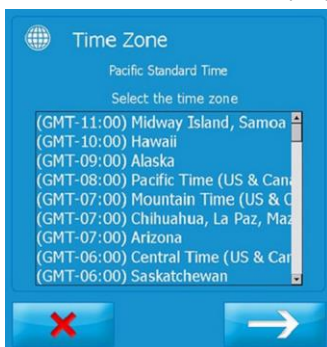 Time Zone
Pacific Standard Time
Select the time zone
(GMT-11:00) Midway Island, Samoa
(GMT-10:00) Hawaii
(GMT-09:00) Alaska
(GMT-08:00) Pacific Time (US & Cana
(GMT-07:00) Mountain Time (US & C
(GMT-07:00) Chihuahua, La Paz, Maz
(GMT-07:00) Arizona
(GMT-06:00) Central Time (US & Can
(GMT-06:00) Saskatchewan